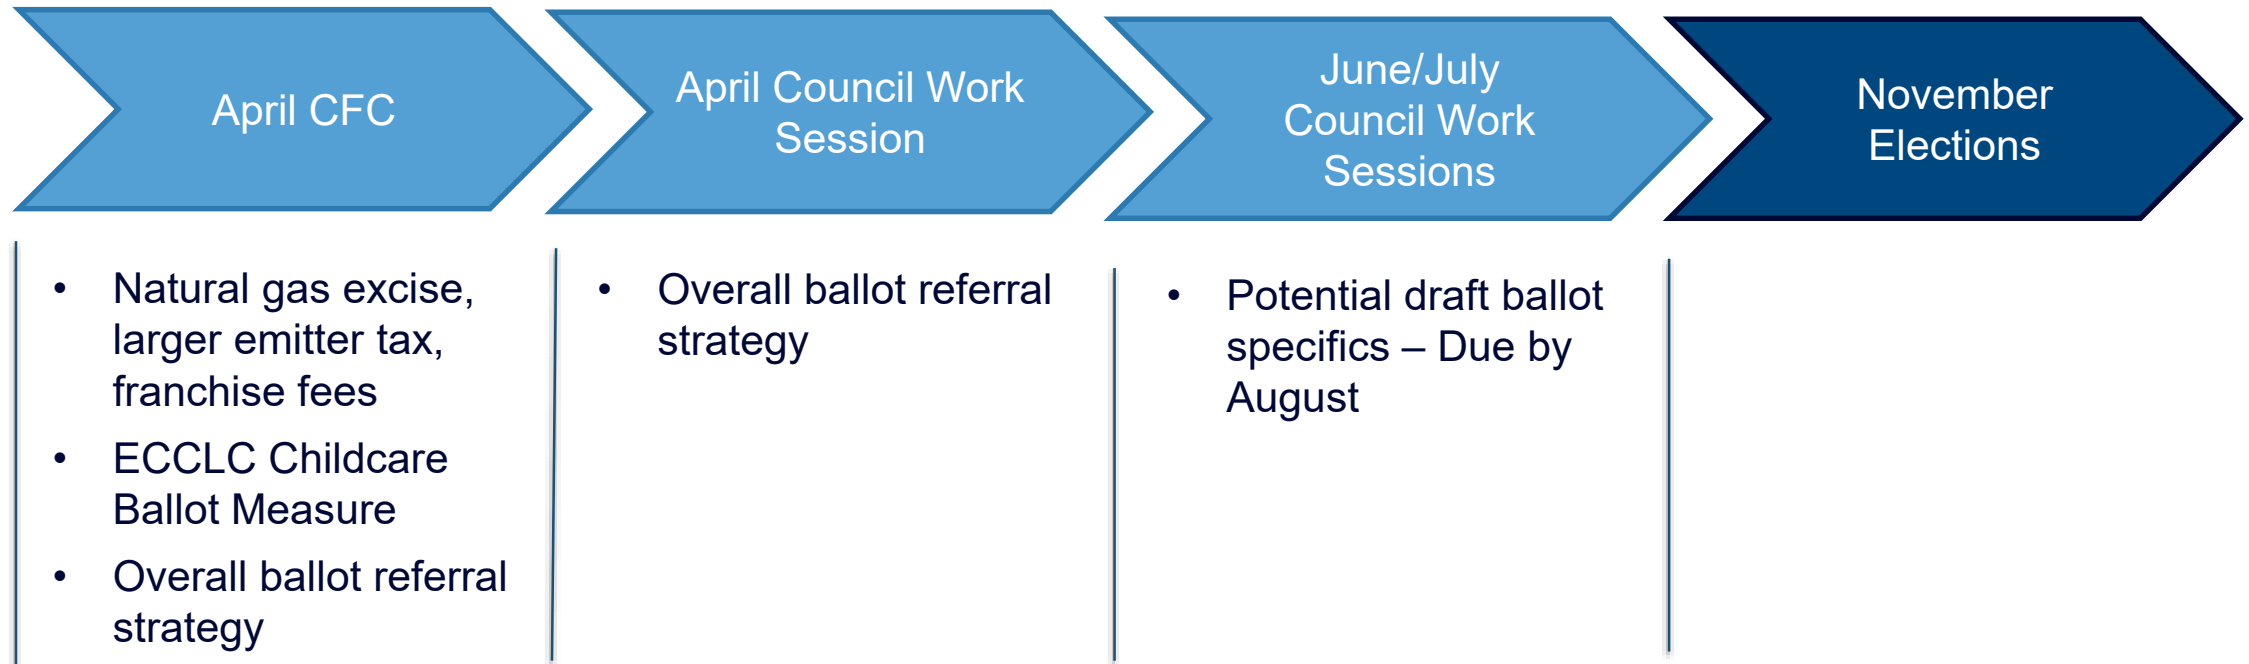 April CFC
April Council Work
Session
June/July
Council Work
Sessions
November
Elections
• Natural gas excise,
larger emitter tax,
franchise fees
• ECCLC Childcare
Ballot Measure
• Overall ballot referral
strategy
• Overall ballot referral
strategy
• Potential draft ballot
specifics – Due by
August